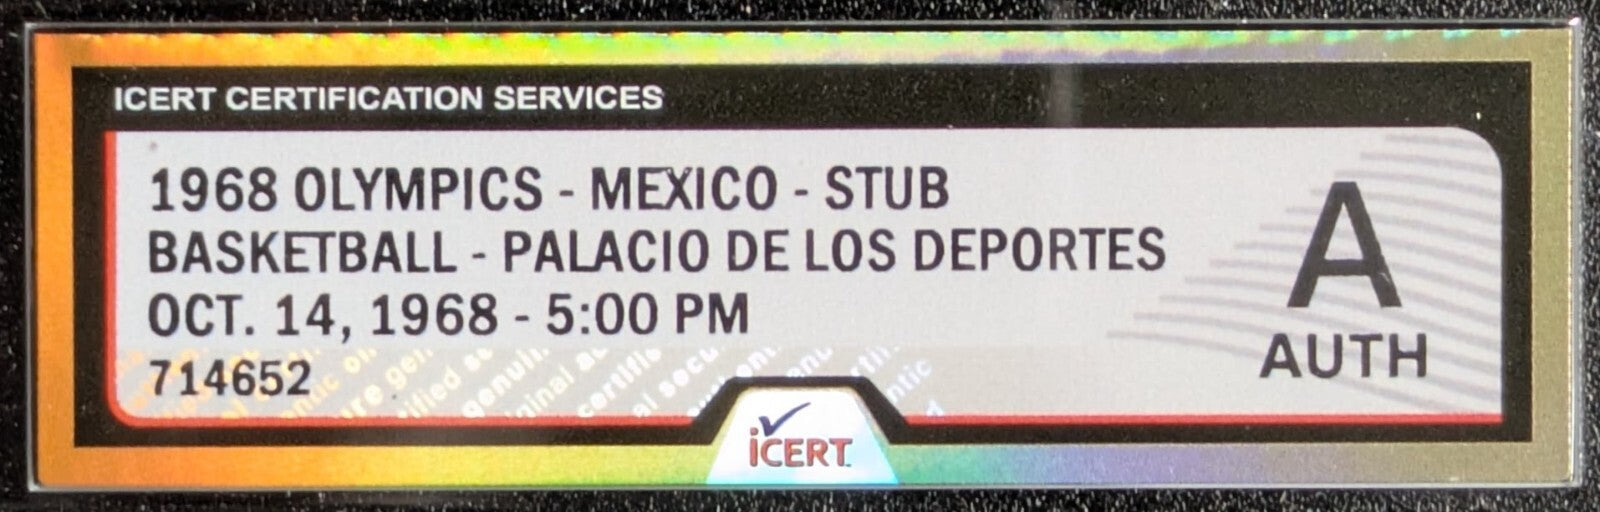 ICERT CERTIFICATION SERVICES
1968 OLYMPICS - MEXICO - STUB
BASKETBALL - PALACIO DE LOS DEPORTES
OCT. 14, 1968 - 5:00 PM
714652
A
AUTH
iCERT